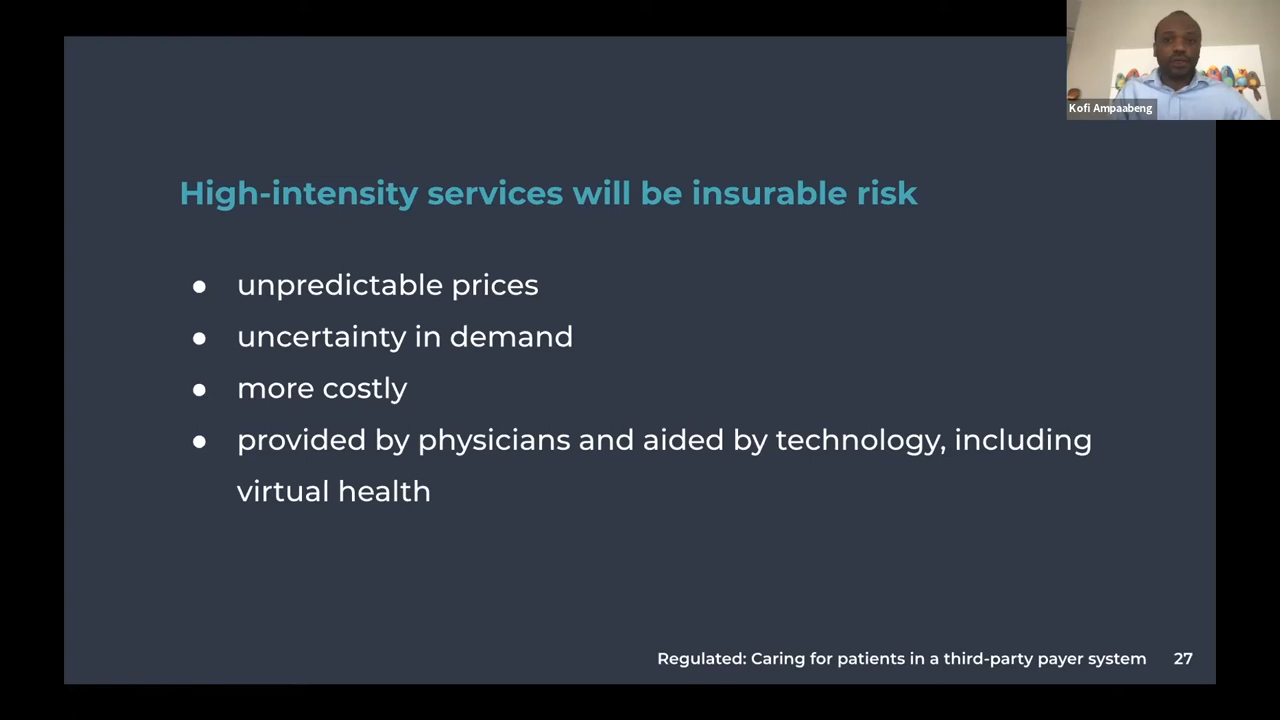 Kofi Ampaabeng
High-intensity services will be insurable risk
● unpredictable prices
● uncertainty in demand
● more costly
● provided by physicians and aided by technology, including
virtual health
Regulated: Caring for patients in a third-party payer system 27